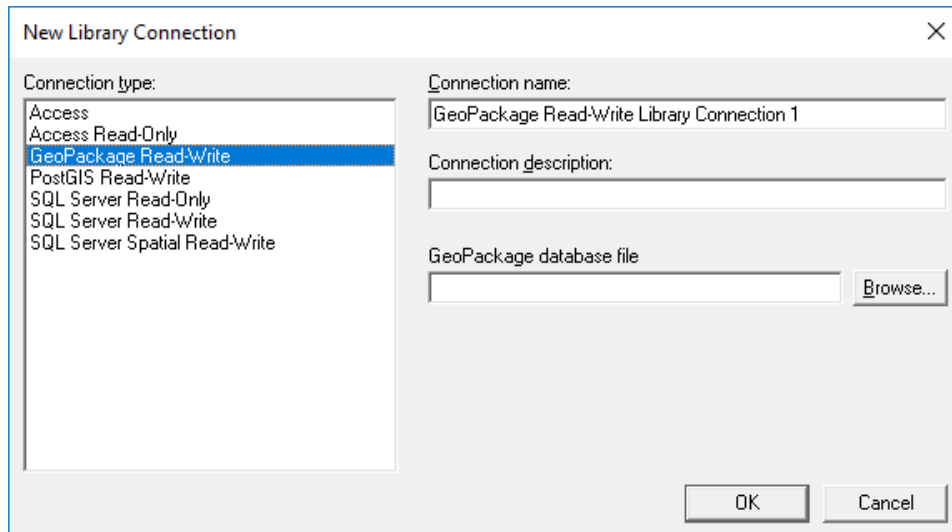 New Library Connection
Connection type:
Access
Access Read-Only
GeoPackage Read-Write
PostGIS Read-Write
SQL Server Read-Only
SQL Server Read-Write
SQL Server Spatial Read-Write
Connection name:
GeoPackage Read-Write Library Connection 1
Connection description:
GeoPackage database file
Browse...
OK
Cancel